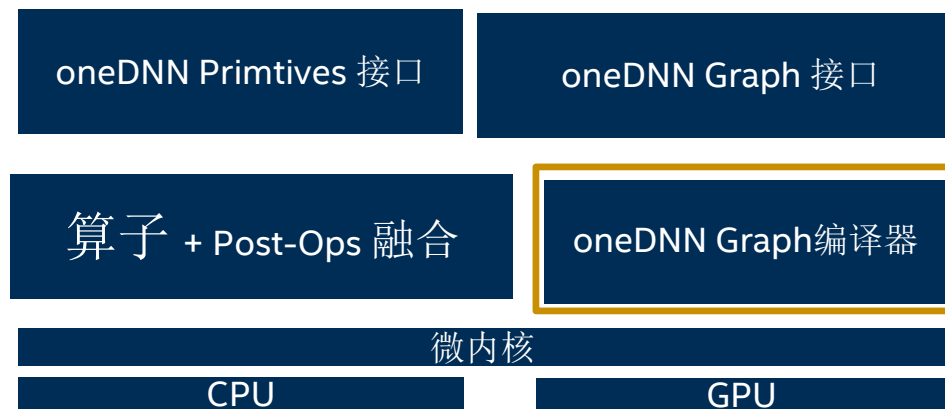 oneDNN Primtives 接口
oneDNN Graph 接口
算子 + Post-Ops 融合
oneDNN Graph编译器
微内核
CPU
GPU